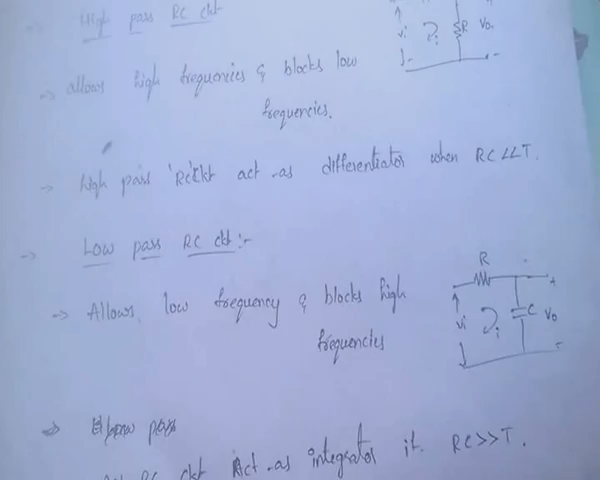 -> High pass RC ckt
vi i R Vo
-
-> allows high frequencies & blocks low
frequencies.
-> high pass 'RC'ckt act as differentiator when RC<<T.
-> Low pass RC ckt:-
R
+
-> Allows low frequency & blocks high
vi i C Vo
frequencies
-> low pass
RC ckt Act as integrator if RC>>T.